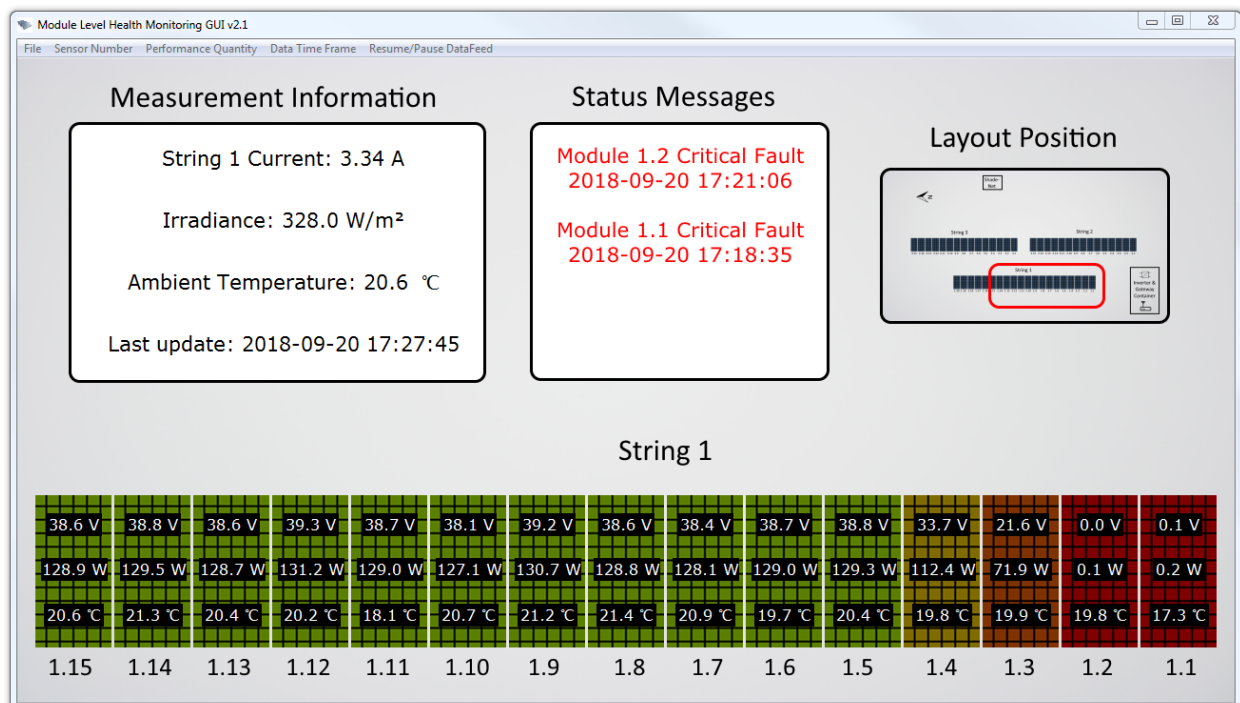 Module Level Health Monitoring GUI v2.1
File Sensor Number Performance Quantity Data Time Frame Resume/Pause DataFeed
Measurement Information
String 1 Current: 3.34 A
Irradiance: 328.0 W/m²
Ambient Temperature: 20.6 ℃
Last update: 2018-09-20 17:27:45
Status Messages
Module 1.2 Critical Fault
2018-09-20 17:21:06
Module 1.1 Critical Fault
2018-09-20 17:18:35
Layout Position
String 3
String 2
String 1
Inverter &
Gateway
Container
String 1
38.6 V 38.8 V 38.6 V 39.3 V 38.7 V 38.1 V 39.2 V 38.6 V 38.4 V 38.7 V 38.8 V 33.7 V 21.6 V 0.0 V 0.1 V
128.9 W 129.5 W 128.7 W 131.2 W 129.0 W 127.1 W 130.7 W 128.8 W 128.1 W 129.0 W 129.3 W 112.4 W 71.9 W 0.1 W 0.2 W
20.6 ℃ 21.3 ℃ 20.4 ℃ 20.2 ℃ 18.1 ℃ 20.7 ℃ 21.2 ℃ 21.4 ℃ 20.9 ℃ 19.7 ℃ 20.4 ℃ 19.8 ℃ 19.9 ℃ 19.8 ℃ 17.3 ℃
1.15 1.14 1.13 1.12 1.11 1.10 1.9 1.8 1.7 1.6 1.5 1.4 1.3 1.2 1.1